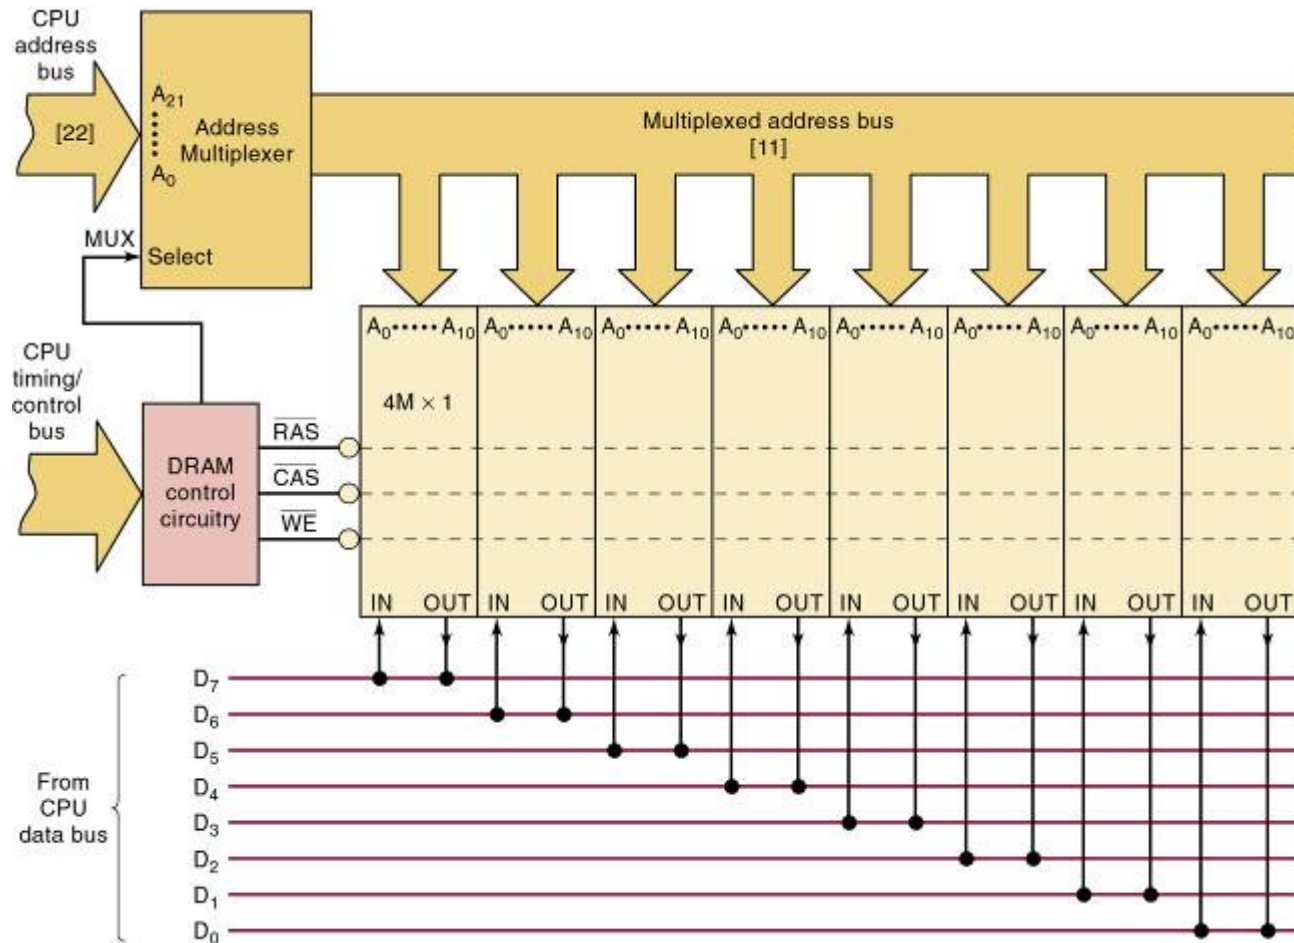 CPU
address
bus
[22]
A21
A0
Address
Multiplexer
MUX
Select
Multiplexed address bus
[11]
CPU
timing/
control
bus
DRAM
control
circuitry
RAS
CAS
WE
A0 ····· A10 A0 ····· A10 A0 ····· A10 A0 ····· A10 A0 ····· A10 A0 ····· A10 A0 ····· A10 A0 ····· A10
4M × 1
IN OUT IN OUT IN OUT IN OUT IN OUT IN OUT IN OUT IN OUT
From
CPU
data bus
D7
D6
D5
D4
D3
D2
D1
D0